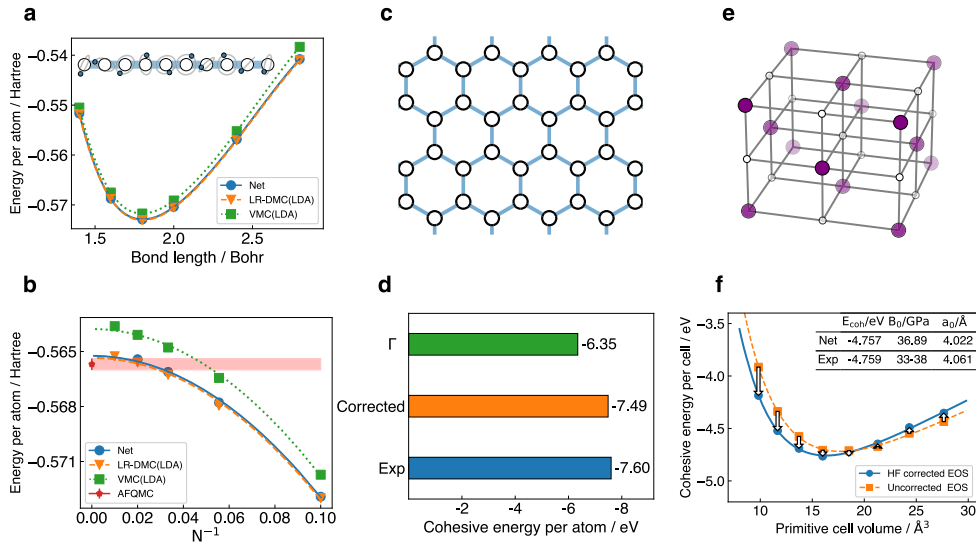 a
−0.54
−0.55
−0.56
−0.57
Energy per atom / Hartree
Net
LR-DMC(LDA)
VMC(LDA)
1.5
2.0
2.5
Bond length / Bohr
b
−0.565
−0.568
−0.571
Energy per atom / Hartree
Net
LR-DMC(LDA)
VMC(LDA)
AFQMC
0.00
0.02
0.04
0.06
0.08
0.10
N⁻¹
c
d
Γ
-6.35
Corrected
-7.49
Exp
-7.60
-2
-4
-6
-8
Cohesive energy per atom / eV
e
f
−3.5
−4.0
−4.5
−5.0
Cohesive energy per cell / eV
E_coh/eV B₀/GPa a₀/Å
Net -4.757 36.89 4.022
Exp -4.759 33-38 4.061
HF corrected EOS
Uncorrected EOS
10
15
20
25
30
Primitive cell volume / Å³